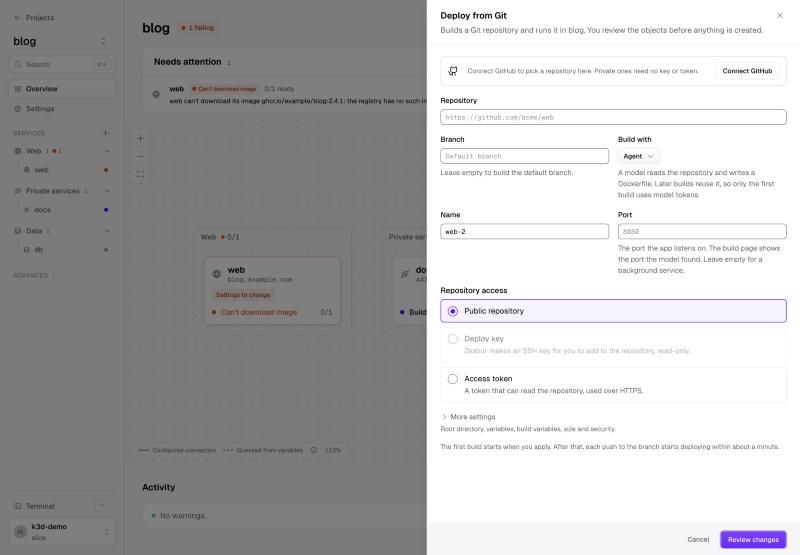 Projects
blog
Search
⌘K
Overview
Settings
SERVICES
Web 1 1
web
Private services 1
docs
Data 1
db
ADVANCED
Terminal
AL
k3d-demo
alice
blog
1 failing
Needs attention 1
web Can't download image 0/1 ready
web can't download its image ghcr.io/example/blog:2.4.1: the registry has no such
Web 0/1
web
blog.example.com
Settings to change
Can't download image 0/1
Private ser
do
Build
Configured connection
Guessed from variables
110%
Activity
No warnings.
Deploy from Git
Builds a Git repository and runs it in blog. You review the objects before anything is created.
Connect GitHub to pick a repository here. Private ones need no key or token.
Connect GitHub
Repository
https://github.com/acme/web
Branch
Default branch
Leave empty to build the default branch.
Build with
Agent
A model reads the repository and writes a
Dockerfile. Later builds reuse it, so only the first
build uses model tokens.
Name
web-2
Port
8080
The port the app listens on. The build page shows
the port the model found. Leave empty for a
background service.
Repository access
Public repository
Deploy key
Zeabur makes an SSH key for you to add to the repository, read-only.
Access token
A token that can read the repository, used over HTTPS.
More settings
Root directory, variables, build variables, size and security.
The first build starts when you apply. After that, each push to the branch starts deploying within about a minute.
Cancel
Review changes